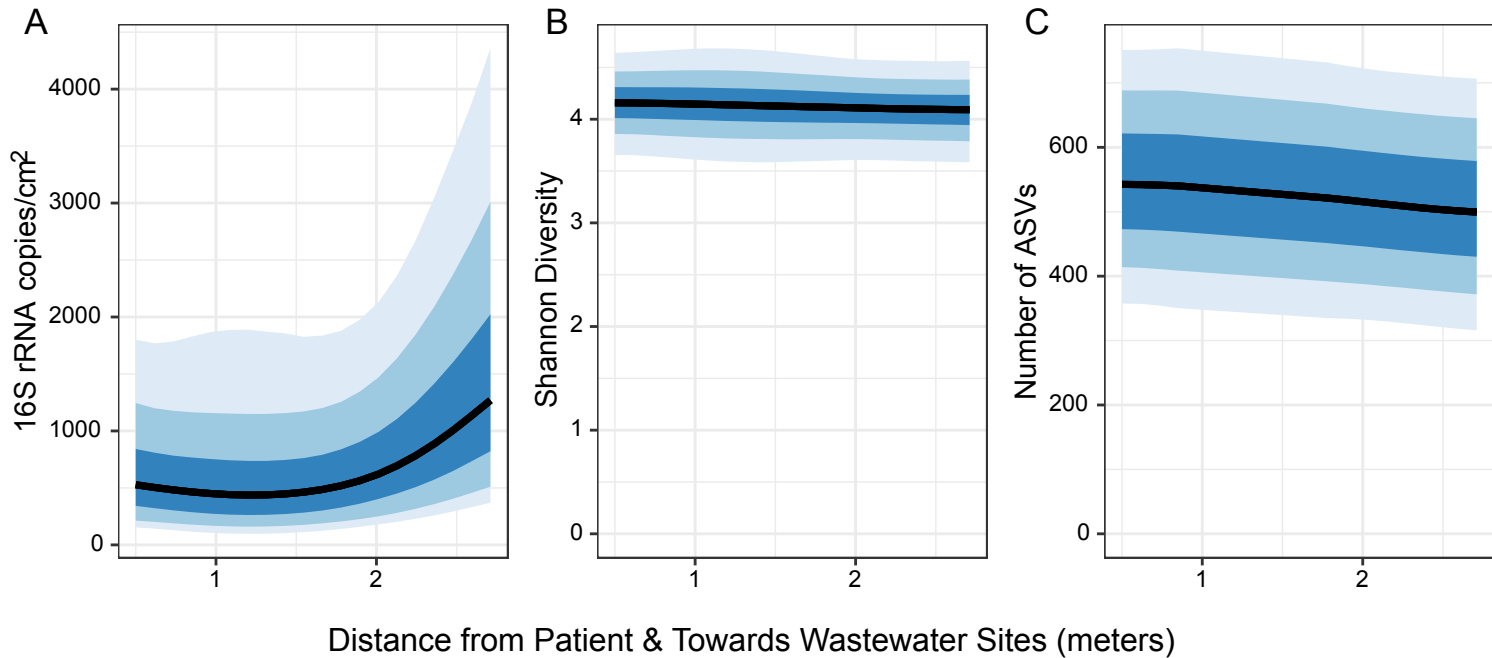 A
16S rRNA copies/cm²
4000
3000
2000
1000
0
1
2
B
Shannon Diversity
4
3
2
1
0
1
2
C
Number of ASVs
600
400
200
0
1
2
Distance from Patient & Towards Wastewater Sites (meters)